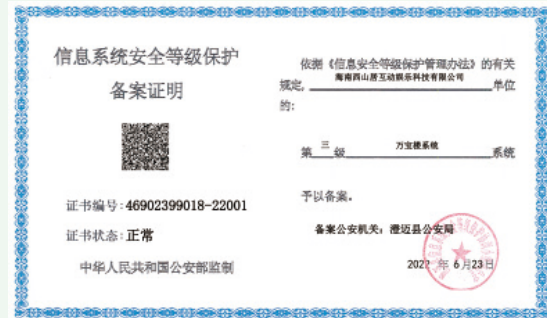 信息系统安全等级保护
备案证明
证书编号:46902399018-22001
证书状态:正常
中华人民共和国公安部监制
依据《信息安全等级保护管理办法》的有关
规定,海南西山居互动娱乐科技有限公司单位
的:
第三级 万宝楼系统 系统
予以备案。
备案公安机关:澄迈县公安局
2022 年 6月23日